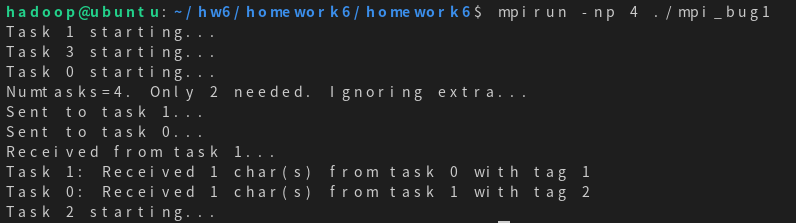 hadoop@ubuntu:~/hw6/homework6/homework6$ mpirun -np 4 ./mpi_bug1
Task 1 starting...
Task 3 starting...
Task 0 starting...
Numtasks=4. Only 2 needed. Ignoring extra...
Sent to task 1...
Sent to task 0...
Received from task 1...
Task 1: Received 1 char(s) from task 0 with tag 1
Task 0: Received 1 char(s) from task 1 with tag 2
Task 2 starting...